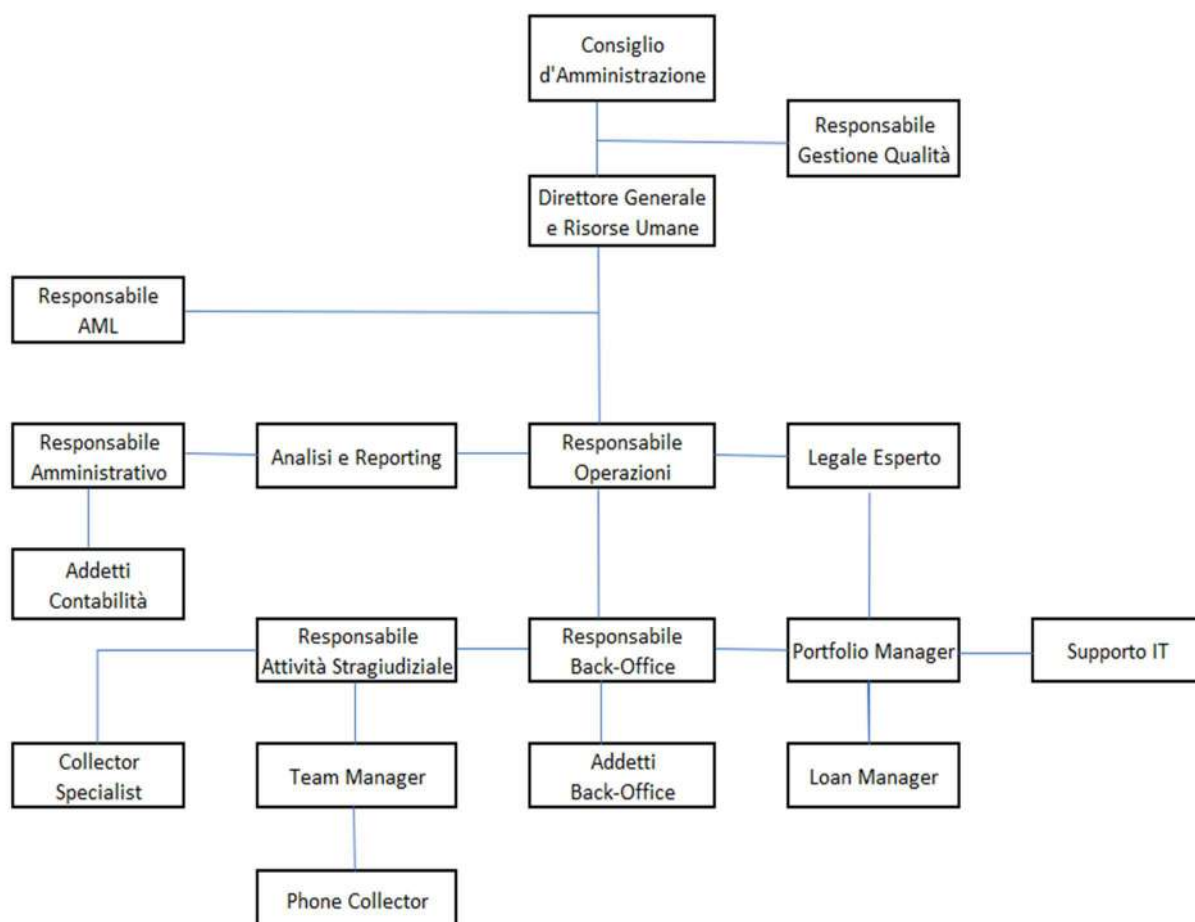 Consiglio
d'Amministrazione
Responsabile
Gestione Qualità
Direttore Generale
e Risorse Umane
Responsabile
AML
Responsabile
Amministrativo
Analisi e Reporting
Responsabile
Operazioni
Legale Esperto
Addetti
Contabilità
Responsabile
Attività Stragiudiziale
Responsabile
Back-Office
Portfolio Manager
Supporto IT
Collector
Specialist
Team Manager
Addetti
Back-Office
Loan Manager
Phone Collector